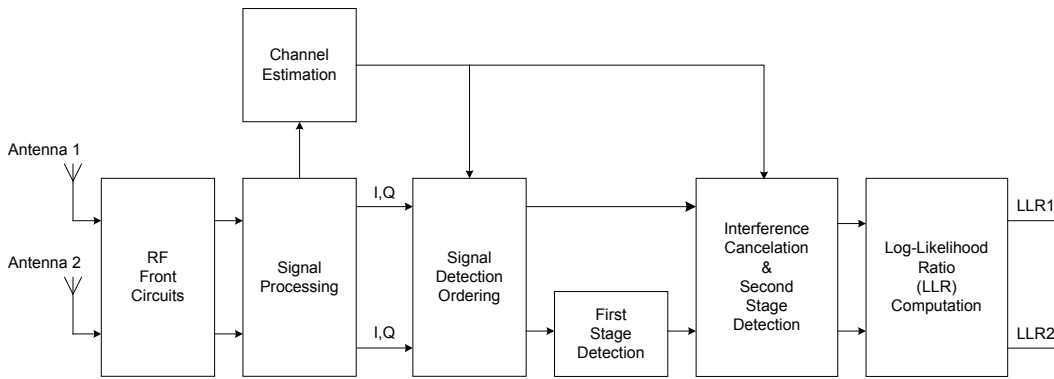 Channel
Estimation
Antenna 1
Antenna 2
RF
Front
Circuits
Signal
Processing
I,Q
I,Q
Signal
Detection
Ordering
First
Stage
Detection
Interference
Cancelation
&
Second
Stage
Detection
Log-Likelihood
Ratio
(LLR)
Computation
LLR1
LLR2